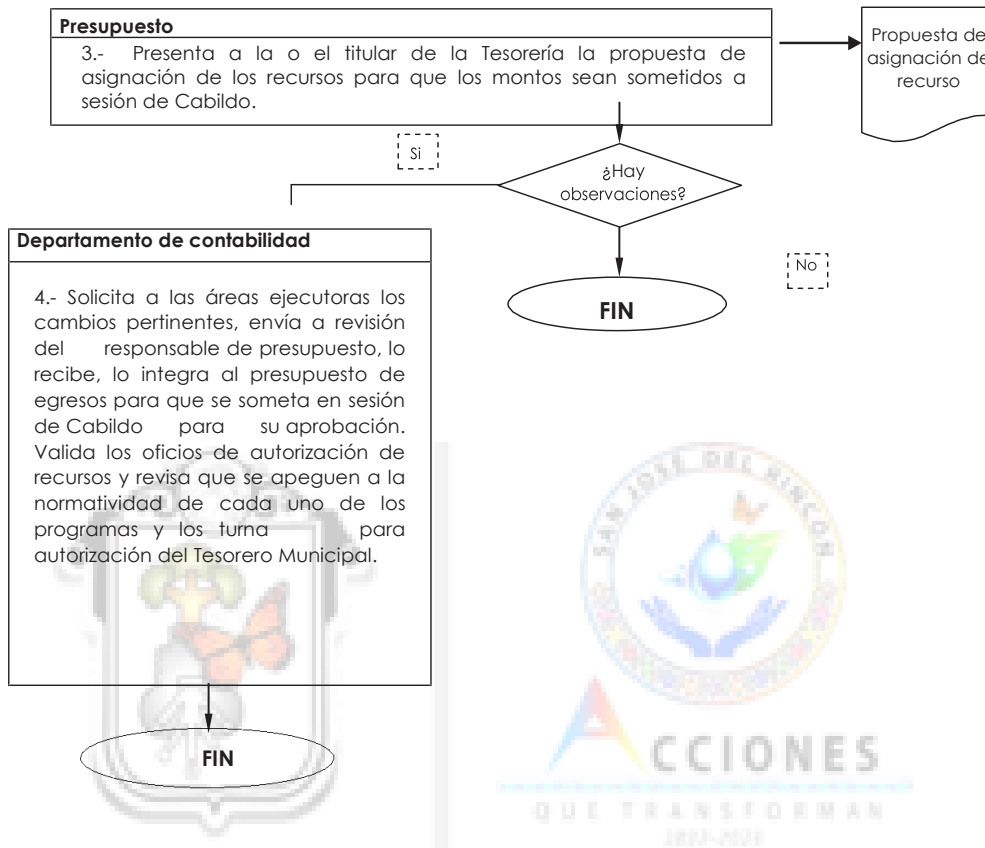 Presupuesto
3.- Presenta a la o el titular de la Tesorería la propuesta de
asignación de los recursos para que los montos sean sometidos a
sesión de Cabildo.
Propuesta de
asignación de
recurso
Si
¿Hay
observaciones?
No
FIN
Departamento de contabilidad
4.- Solicita a las áreas ejecutoras los
cambios pertinentes, envía a revisión
del responsable de presupuesto, lo
recibe, lo integra al presupuesto de
egresos para que se someta en sesión
de Cabildo para su aprobación.
Valida los oficios de autorización de
recursos y revisa que se apeguen a la
normatividad de cada uno de los
programas y los turna para
autorización del Tesorero Municipal.
FIN
SAN JOSE DEL RINCON
ACCIONES
QUE TRANSFORMAN